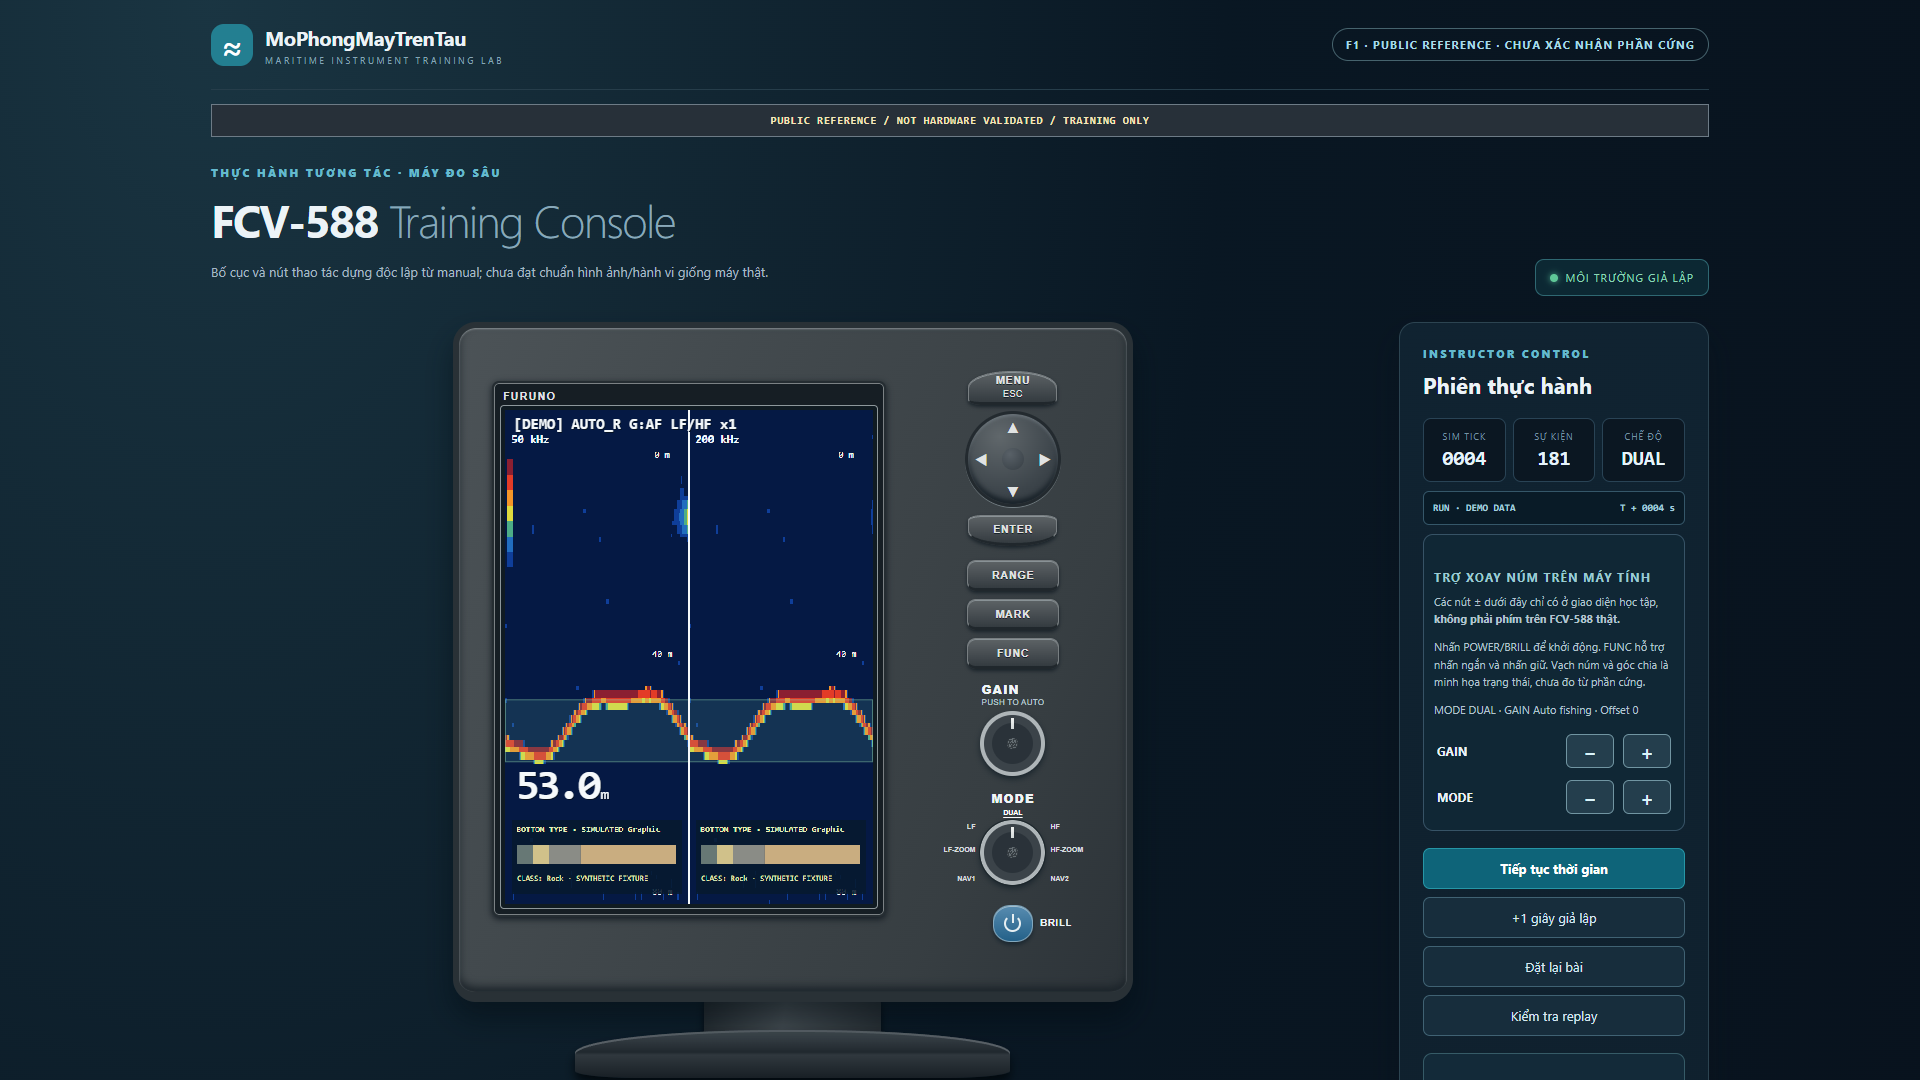 ≈
MoPhongMayTrenTau
MARITIME INSTRUMENT TRAINING LAB
F1 · PUBLIC REFERENCE · CHƯA XÁC NHẬN PHẦN CỨNG
PUBLIC REFERENCE / NOT HARDWARE VALIDATED / TRAINING ONLY
THỰC HÀNH TƯƠNG TÁC · MÁY ĐO SÂU
FCV-588 Training Console
Bố cục và nút thao tác dựng độc lập từ manual; chưa đạt chuẩn hình ảnh/hành vi giống máy thật.
MÔI TRƯỜNG GIẢ LẬP
FURUNO
[DEMO] AUTO_R G:AF LF/HF x1
50 kHz
200 kHz
0 m
0 m
40 m
40 m
53.0m
BOTTON TYPE • SIMULATED Graphic
BOTTON TYPE • SIMULATED Graphic
CLASS: Rock · SYNTHETIC FIXTURE
CLASS: Rock · SYNTHETIC FIXTURE
MENU
ESC
▲
◀ ▶
▼
ENTER
RANGE
MARK
FUNC
GAIN
PUSH TO AUTO
MODE
DUAL
LF HF
LF-ZOOM HF-ZOOM
NAV1 NAV2
BRILL
INSTRUCTOR CONTROL
Phiên thực hành
SIM TICK
0004
SỰ KIỆN
181
CHẾ ĐỘ
DUAL
RUN · DEMO DATA T + 0004 s
TRỢ XOAY NÚM TRÊN MÁY TÍNH
Các nút ± dưới đây chỉ có ở giao diện học tập,
không phải phím trên FCV-588 thật.
Nhấn POWER/BRILL để khởi động. FUNC hỗ trợ
nhấn ngắn và nhấn giữ. Vạch núm và góc chia là
minh họa trạng thái, chưa đo từ phần cứng.
MODE DUAL · GAIN Auto fishing · Offset 0
GAIN − +
MODE − +
Tiếp tục thời gian
+1 giây giả lập
Đặt lại bài
Kiểm tra replay